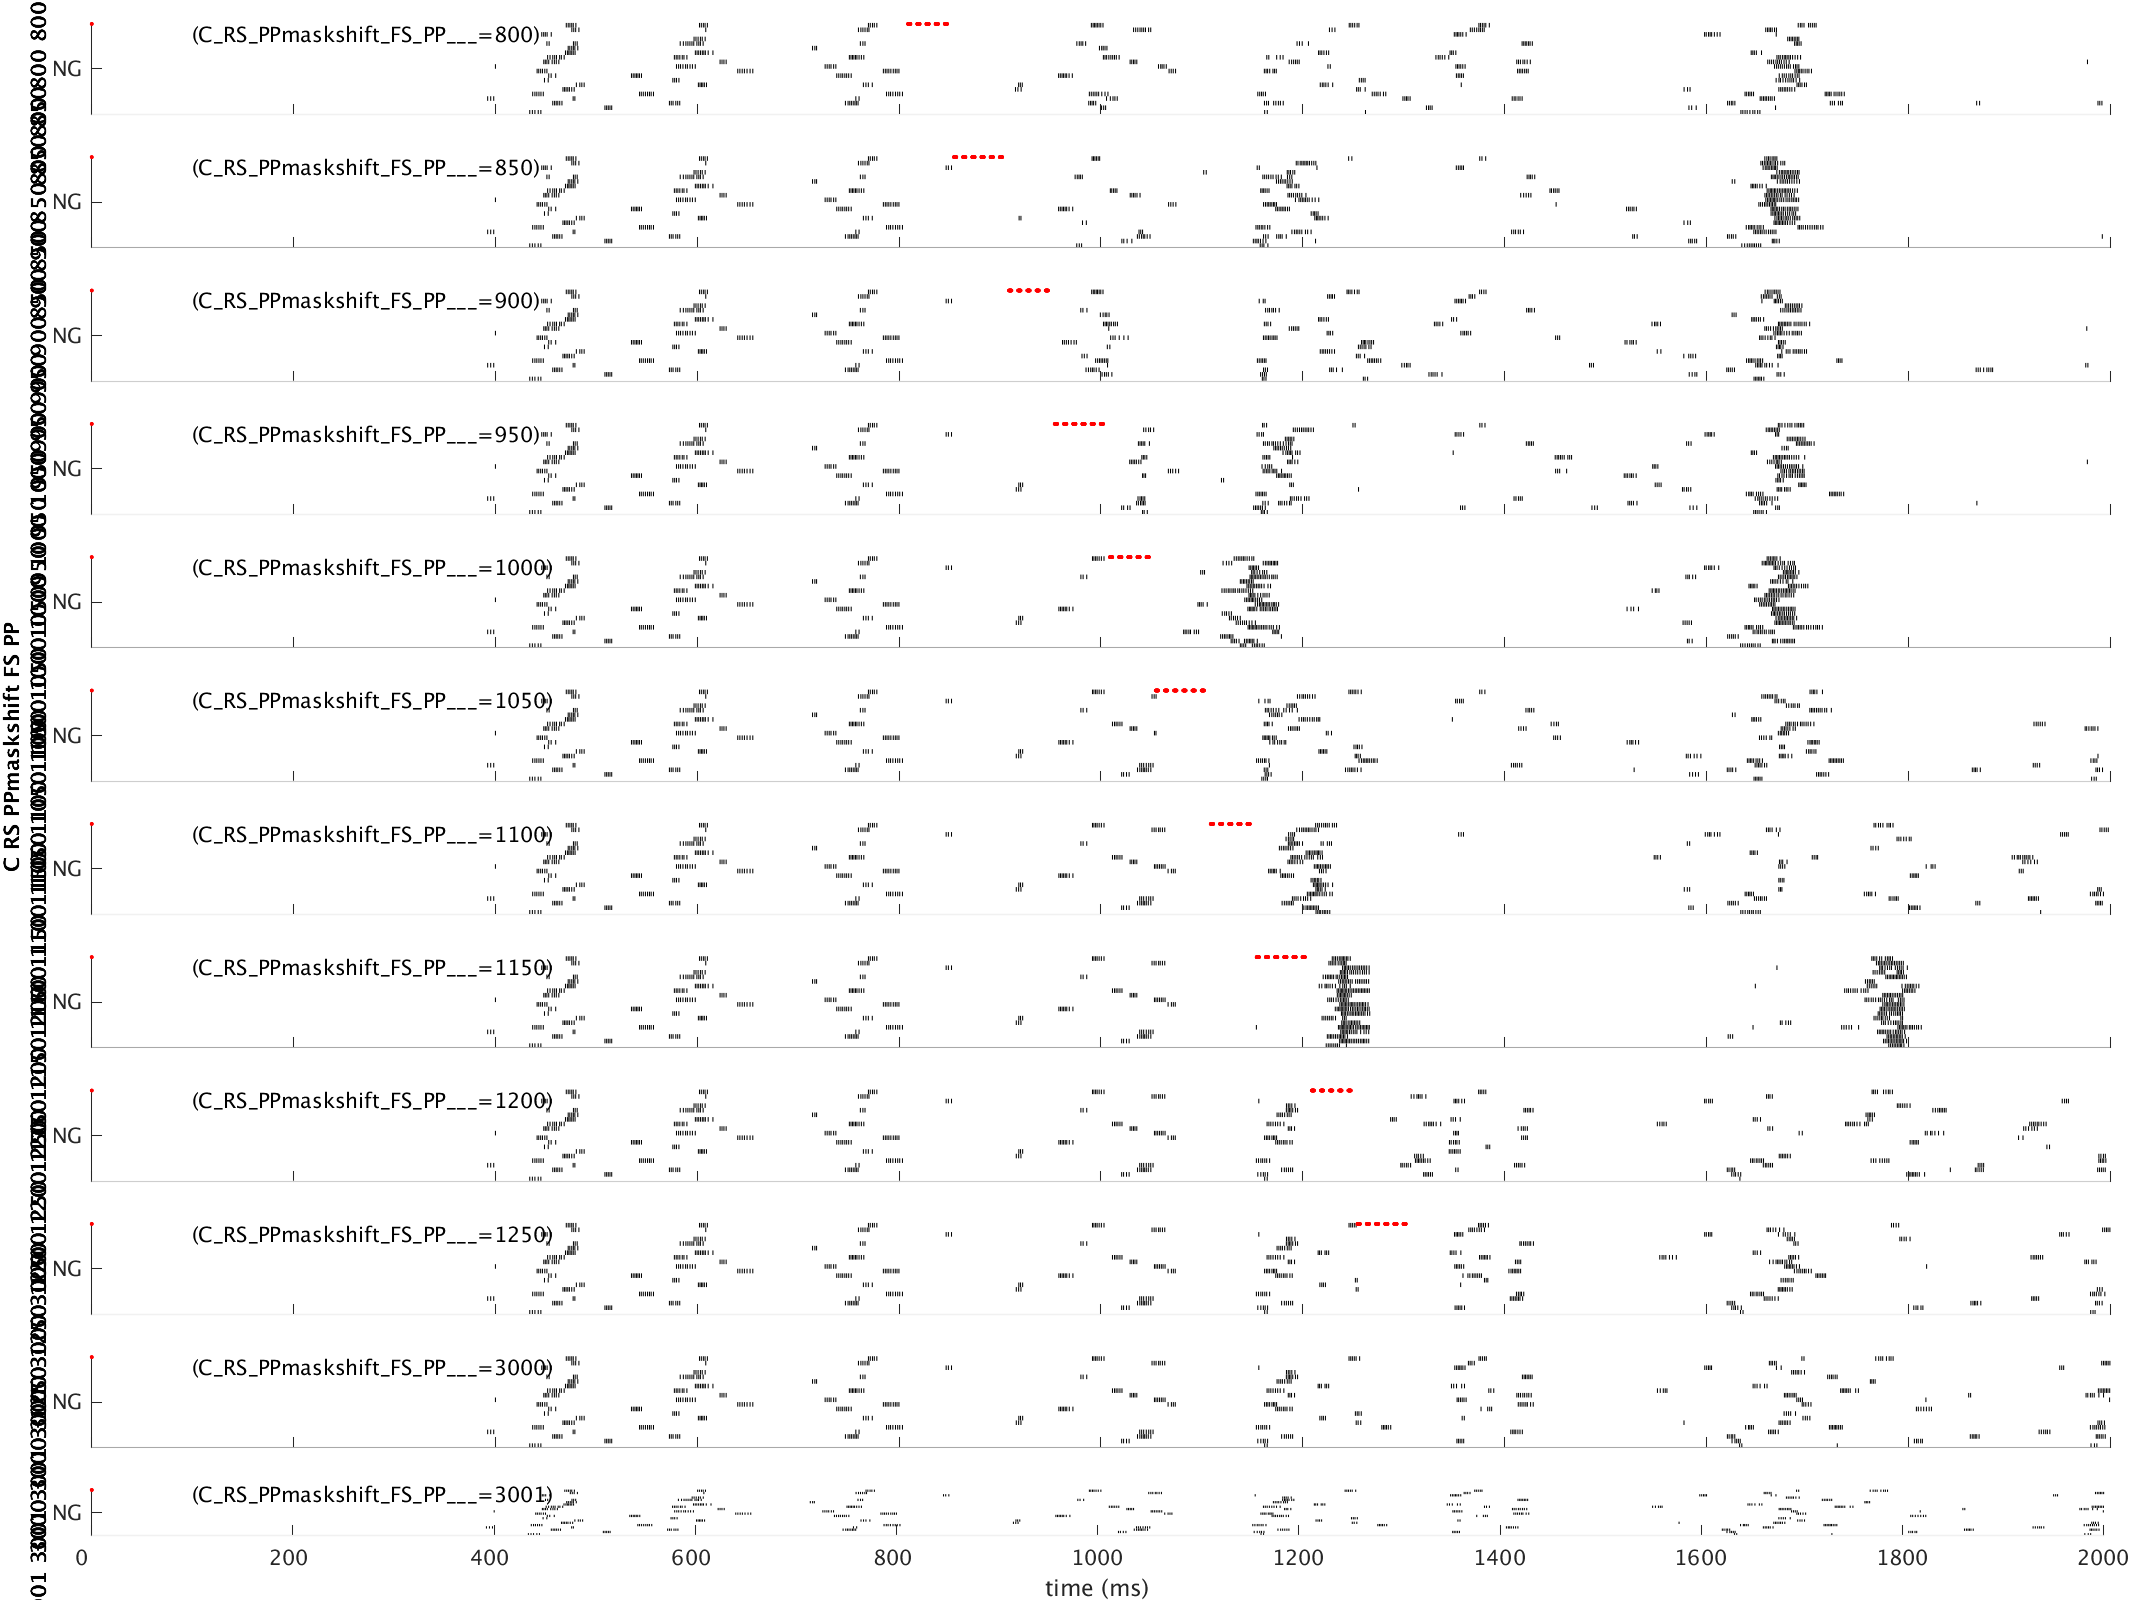 (C_RS_PPmaskshift_FS_PP___=800)
NG
(C_RS_PPmaskshift_FS_PP___=850)
NG
(C_RS_PPmaskshift_FS_PP___=900)
NG
(C_RS_PPmaskshift_FS_PP___=950)
NG
(C_RS_PPmaskshift_FS_PP___=1000)
NG
(C_RS_PPmaskshift_FS_PP___=1050)
NG
(C_RS_PPmaskshift_FS_PP___=1100)
NG
(C_RS_PPmaskshift_FS_PP___=1150)
NG
(C_RS_PPmaskshift_FS_PP___=1200)
NG
(C_RS_PPmaskshift_FS_PP___=1250)
NG
(C_RS_PPmaskshift_FS_PP___=3000)
NG
(C_RS_PPmaskshift_FS_PP___=3001)
NG
0 200 400 600 800 1000 1200 1400 1600 1800 2000
time (ms)
C RS PPmaskshift FS PP